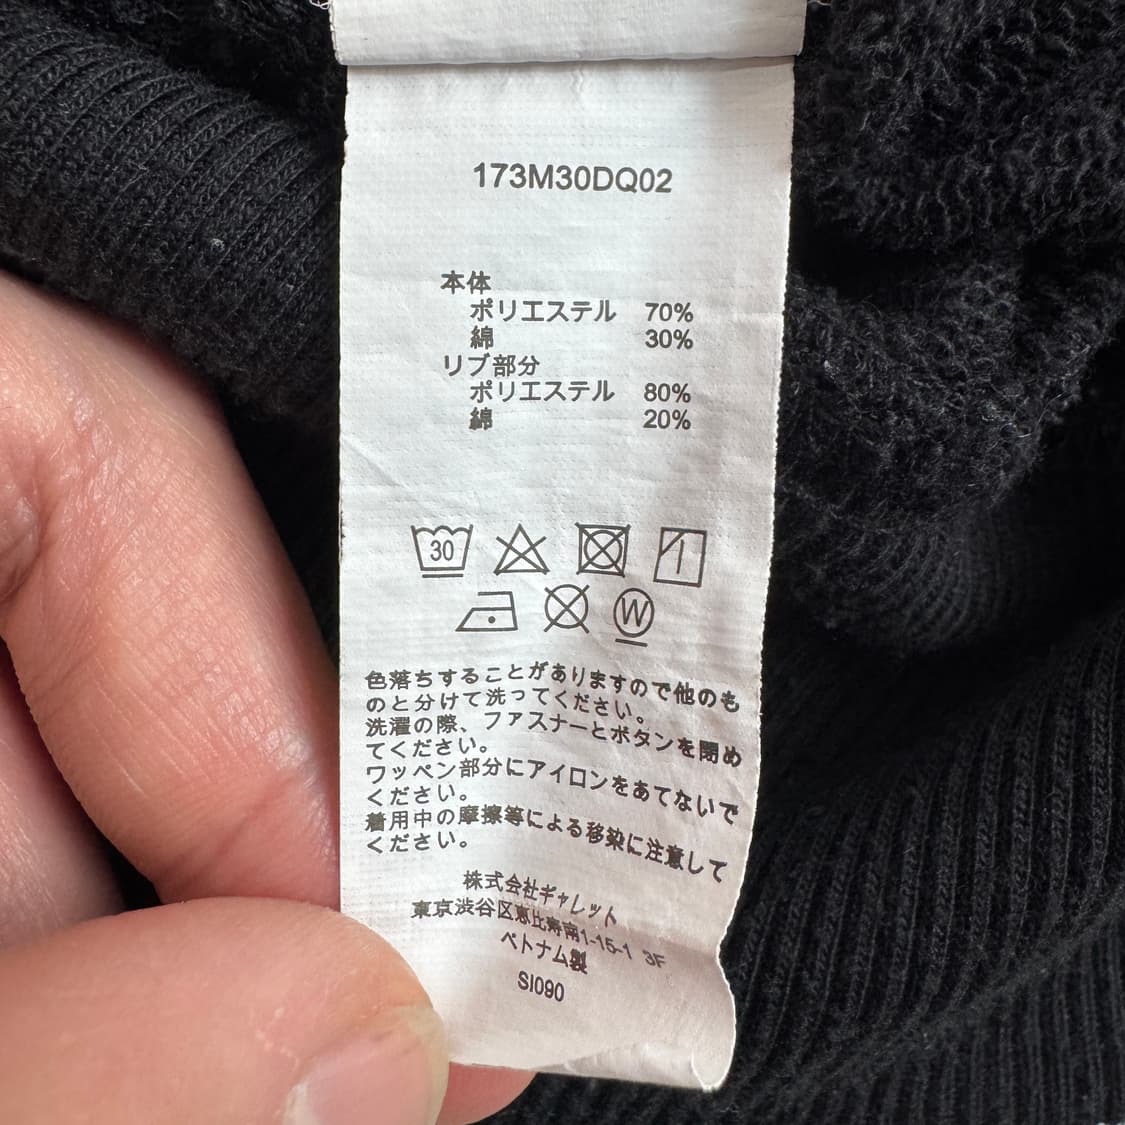 173M30DQ02
本体
ポリエステル 70%
綿 30%
リブ部分
ポリエステル 80%
綿 20%
30
W
色落ちすることがありますので他のも
のと分けて洗ってください。
洗濯の際、ファスナーとボタンを閉め
てください。
ワッペン部分にアイロンをあてないで
ください。
着用中の摩擦等による移染に注意して
ください。
株式会社ギャレット
東京渋谷区恵比寿南1-15-1 3F
ベトナム製
SI090